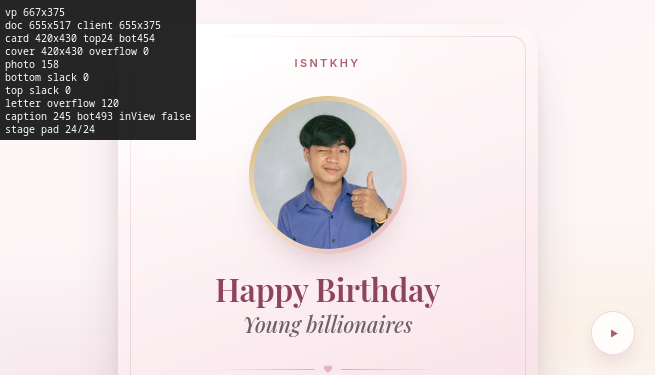 vp 667x375
doc 655x517 client 655x375
card 420x430 top24 bot454
cover 420x430 overflow 0
photo 158
bottom slack 0
top slack 0
letter overflow 120
caption 245 bot493 inView false
stage pad 24/24
ISNTKHY
Happy Birthday
Young billionaires